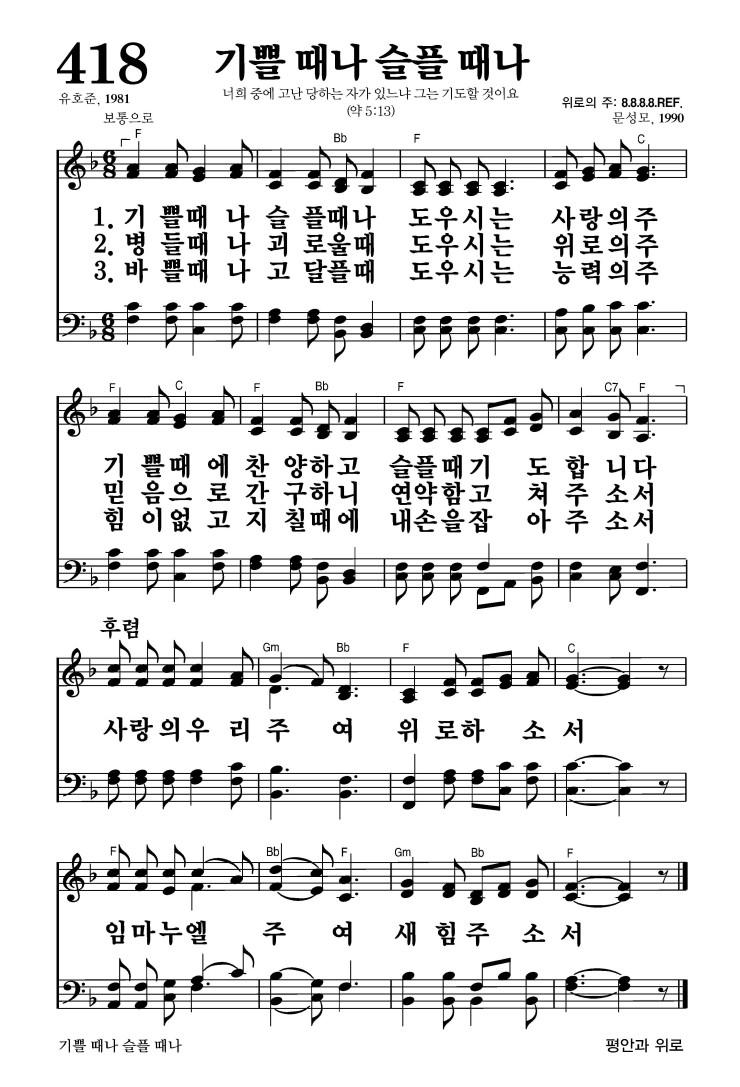 418
기쁠 때나 슬플 때나
유호준, 1981
너희 중에 고난 당하는 자가 있느냐 그는 기도할 것이요
위로의 주: 8.8.8.8.REF.
보통으로
(약 5:13)
문성모, 1990
F Bb F C
1. 기 쁠때 나 슬 플때나 도우시는 사랑의주
2. 병 들때 나 괴 로울때 도우시는 위로의주
3. 바 쁠때 나 고 달플때 도우시는 능력의주
F C F Bb F C7 F
기 쁠때 에 찬 양하고 슬플때기 도 합 니다
믿 음으 로 간 구하니 연약함고 쳐 주 소서
힘 이없 고 지 칠때에 내손을잡 아 주 소서
후렴
Gm Bb F C
사랑의우 리 주 여 위 로하 소 서
F Bb F Gm Bb F
임마누엘 주 여 새 힘주 소 서
기쁠 때나 슬플 때나
평안과 위로